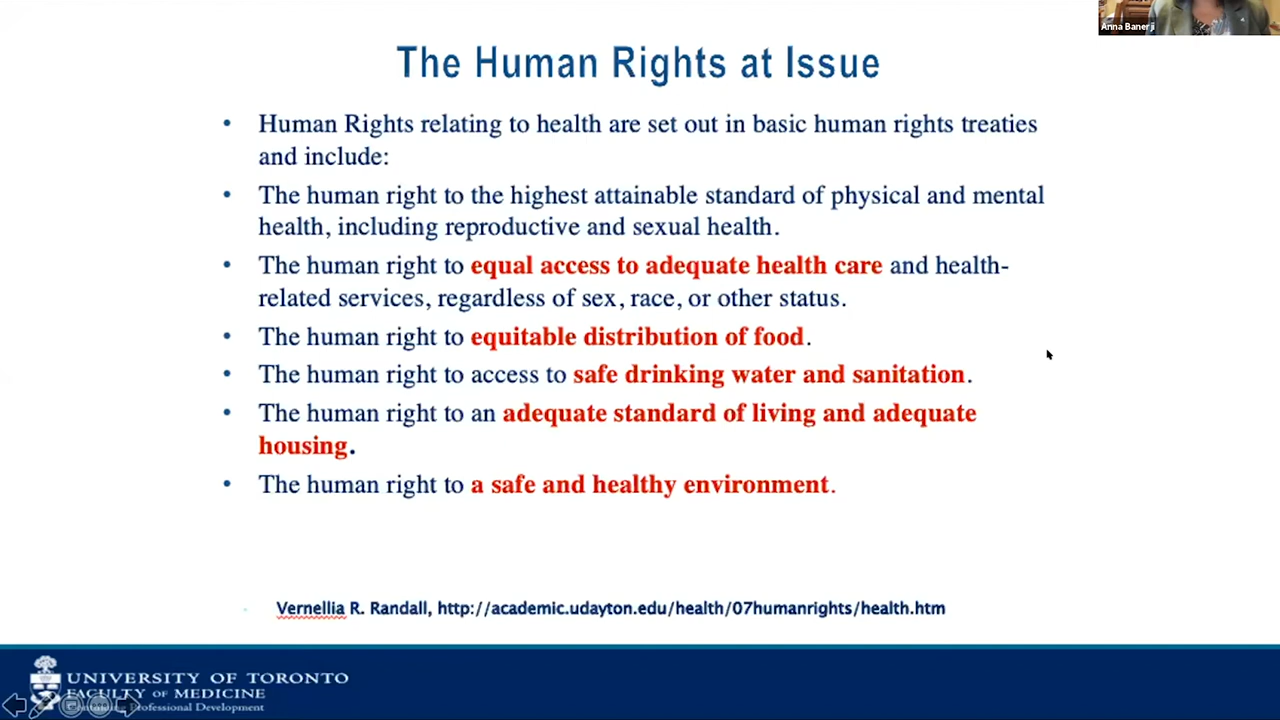 Anna Banerji
The Human Rights at Issue
• Human Rights relating to health are set out in basic human rights treaties
and include:
• The human right to the highest attainable standard of physical and mental
health, including reproductive and sexual health.
• The human right to equal access to adequate health care and health-
related services, regardless of sex, race, or other status.
• The human right to equitable distribution of food.
• The human right to access to safe drinking water and sanitation.
• The human right to an adequate standard of living and adequate
housing.
• The human right to a safe and healthy environment.
Vernellia R. Randall, http://academic.udayton.edu/health/07humanrights/health.htm
UNIVERSITY OF TORONTO
FACULTY OF MEDICINE
Professional Development